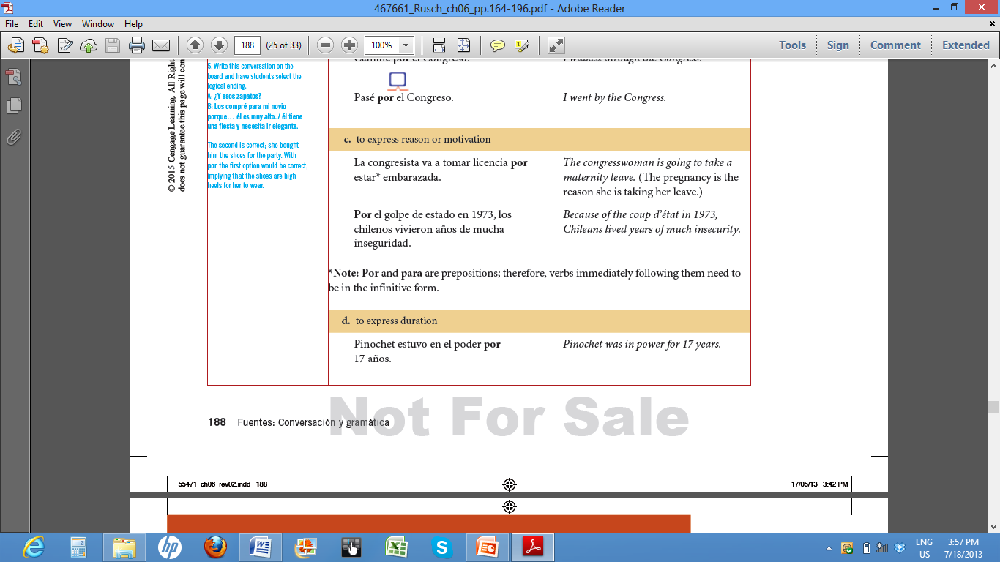 467661_Rusch_ch06_pp.164-196.pdf - Adobe Reader
File Edit View Window Help
188 (25 of 33) 100% Tools Sign Comment Extended
© 2015 Cengage Learning. All Right
does not guarantee this page will con
5. Write this conversation on the
board and have students select the
logical ending.
A: ¿Y esos zapatos?
B: Los compré para mi novio
porque… él es muy alto. / él tiene
una fiesta y necesita ir elegante.
The second is correct; she bought
him the shoes for the party. With
por the first option would be correct,
implying that the shoes are high
heels for her to wear.
Caminé por el Congreso. I walked through the Congress.
Pasé por el Congreso. I went by the Congress.
c. to express reason or motivation
La congresista va a tomar licencia por
estar* embarazada.
The congresswoman is going to take a
maternity leave. (The pregnancy is the
reason she is taking her leave.)
Por el golpe de estado en 1973, los
chilenos vivieron años de mucha
inseguridad.
Because of the coup d'état in 1973,
Chileans lived years of much insecurity.
*Note: Por and para are prepositions; therefore, verbs immediately following them need to
be in the infinitive form.
d. to express duration
Pinochet estuvo en el poder por
17 años.
Pinochet was in power for 17 years.
Not For Sale
188 Fuentes: Conversación y gramática
55471_ch06_rev02.indd 188 17/05/13 3:42 PM
ENG 3:57 PM
US 7/18/2013